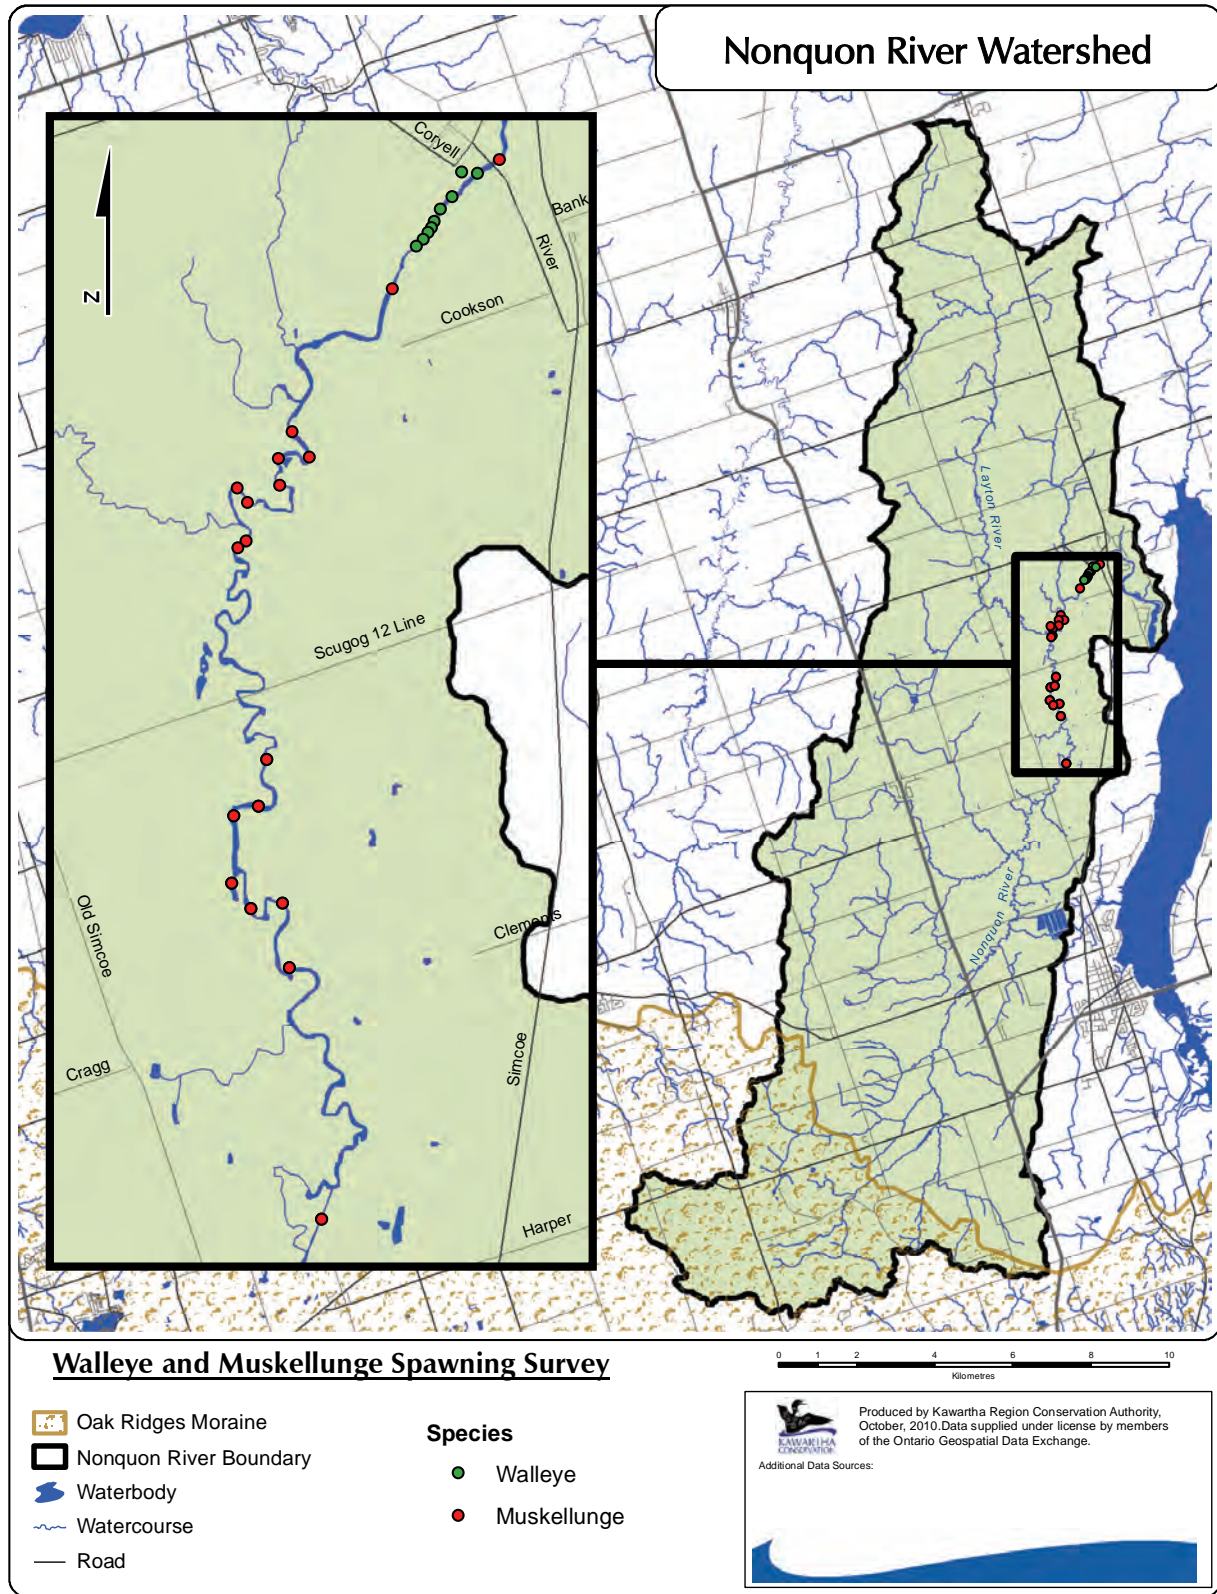 Nonquon River Watershed
Coryell
Bank
River
Cookson
N
Scugog 12 Line
Old Simcoe
Clements
Simcoe
Cragg
Harper
Layton River
Nonquon River
Walleye and Muskellunge Spawning Survey
Oak Ridges Moraine
Nonquon River Boundary
Waterbody
Watercourse
Road
Species
Walleye
Muskellunge
0 1 2 4 6 8 10
Kilometres
KAWARTHA
CONSERVATION
Produced by Kawartha Region Conservation Authority,
October, 2010.Data supplied under license by members
of the Ontario Geospatial Data Exchange.
Additional Data Sources: